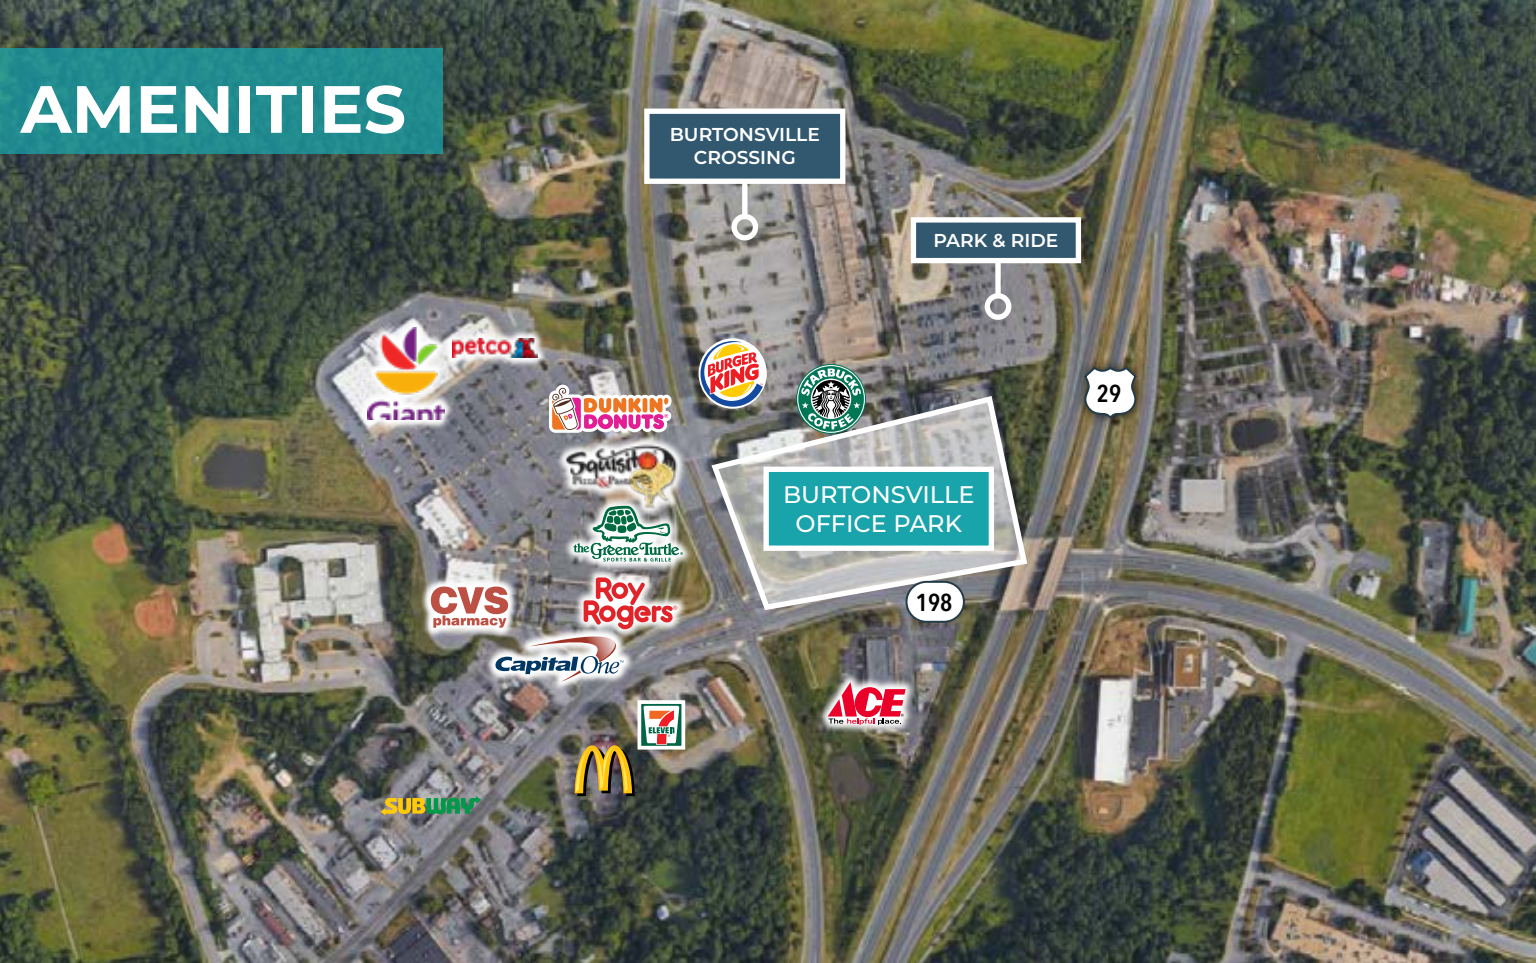 AMENITIES
BURTONSVILLE
CROSSING
PARK & RIDE
Giant
petco
BURGER
KING
STARBUCKS
COFFEE
29
DUNKIN'
DONUTS
Squisito
Pizza & Pasta
BURTONSVILLE
OFFICE PARK
the Greene Turtle
SPORTS BAR & GRILLE
CVS
pharmacy
Roy
Rogers
198
Capital One
ACE
The helpful place.
7
ELEVEn
M
SUBWAY